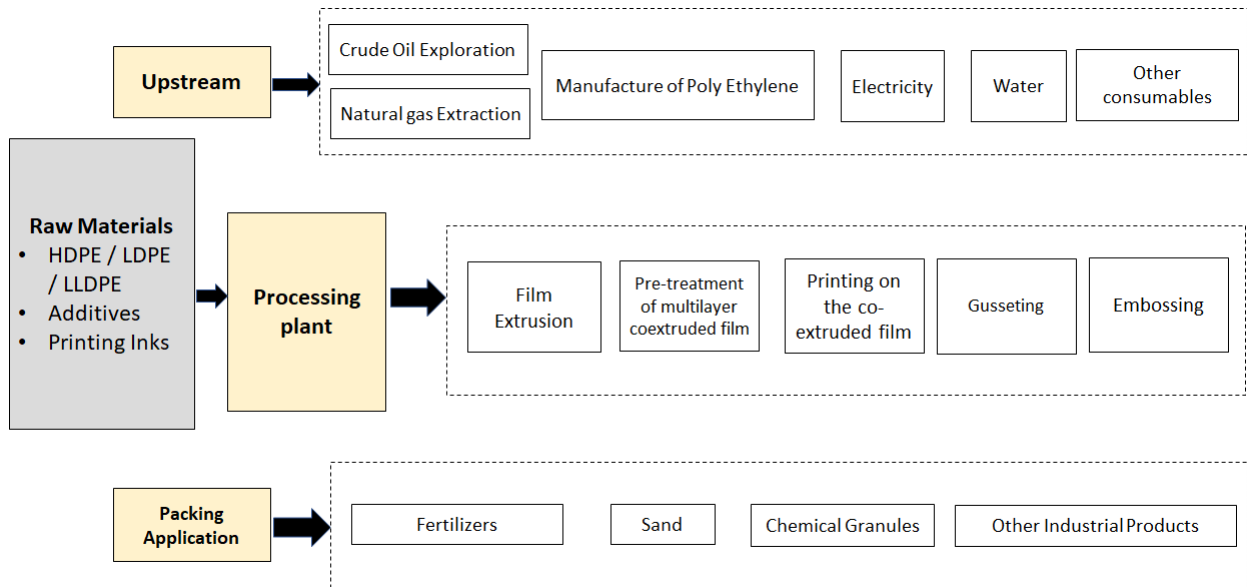 Upstream
Crude Oil Exploration
Natural gas Extraction
Manufacture of Poly Ethylene
Electricity
Water
Other
consumables
Raw Materials
• HDPE / LDPE
/ LLDPE
• Additives
• Printing Inks
Processing
plant
Film
Extrusion
Pre-treatment
of multilayer
coextruded film
Printing on
the co-
extruded film
Gusseting
Embossing
Packing
Application
Fertilizers
Sand
Chemical Granules
Other Industrial Products